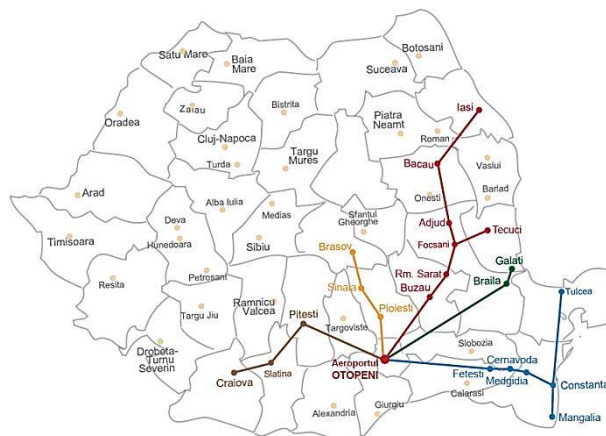 Botosani
Satu Mare
Baia
Mare
Suceava
Zalau
Bistrita
Oradea
Iasi
Piatra
Neamt
Roman
Cluj-Napoca
Turda
Targu
Mures
Bacau
Vaslui
Onesti
Barlad
Arad
Alba Iulia
Medias
Sfantul
Gheorghe
Adjud
Tecuci
Deva
Hunedoara
Timisoara
Sibiu
Brasov
Focsani
Galati
Resita
Petrosani
Sinaia
Rm. Sarat
Buzau
Braila
Tulcea
Targu Jiu
Ramnicu
Valcea
Pitesti
Ploiesti
Targoviste
Drobeta-
Turnu
Severin
Slobozia
Aeroportul
OTOPENI
Cernavoda
Fetesti
Medgidia
Craiova
Slatina
Constanta
Calarasi
Alexandria
Giurgiu
Mangalia